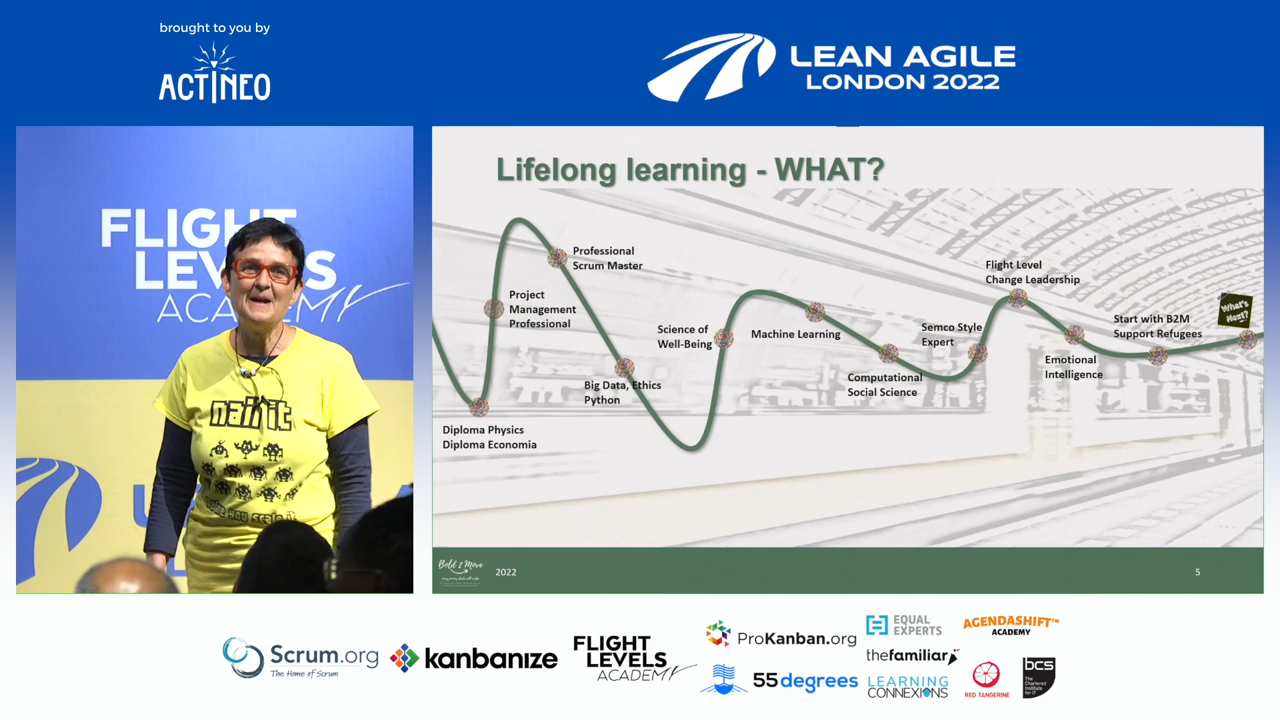 brought to you by
ACTINEO
LEAN AGILE
LONDON 2022
FLIGHT
LEVELS
ACADEMY
nail it
Lifelong learning - WHAT?
Professional
Scrum Master
Project
Management
Professional
Diploma Physics
Diploma Economia
Big Data, Ethics
Python
Science of
Well-Being
Machine Learning
Computational
Social Science
Semco Style
Expert
Flight Level
Change Leadership
Emotional
Intelligence
Start with B2M
Support Refugees
What's
Next?
Bold 2 Move
2022
5
Scrum.org
The Home of Scrum
kanbanize
FLIGHT
LEVELS
ACADEMY
ProKanban.org
55degrees
EQUAL
EXPERTS
thefamiliar
LEARNING
CONNEXIONS
AGENDASHIFT™
ACADEMY
RED TANGERINE
bcs
The
Chartered
Institute
for IT